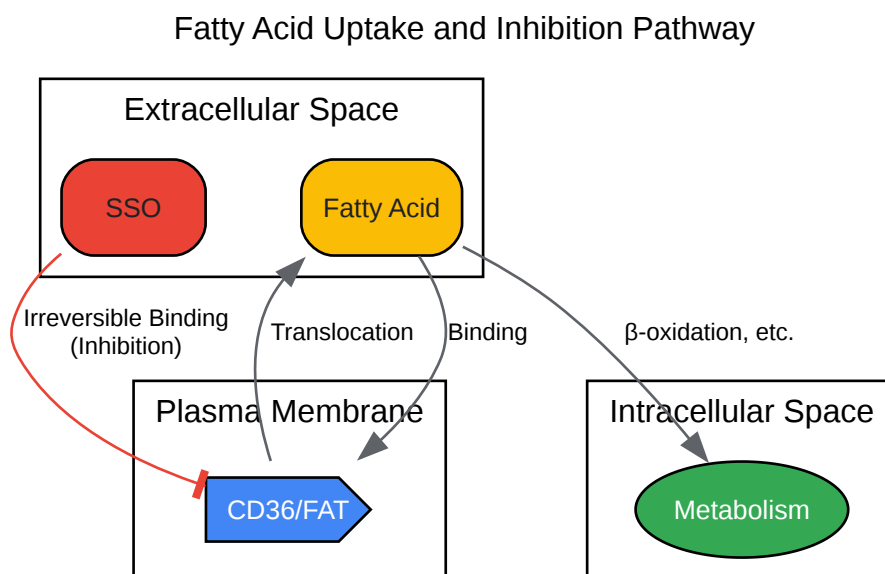 Fatty Acid Uptake and Inhibition Pathway
Extracellular Space
SSO
Fatty Acid
Irreversible Binding
(Inhibition)
Translocation
Binding
β-oxidation, etc.
Plasma Membrane
Intracellular Space
CD36/FAT
Metabolism